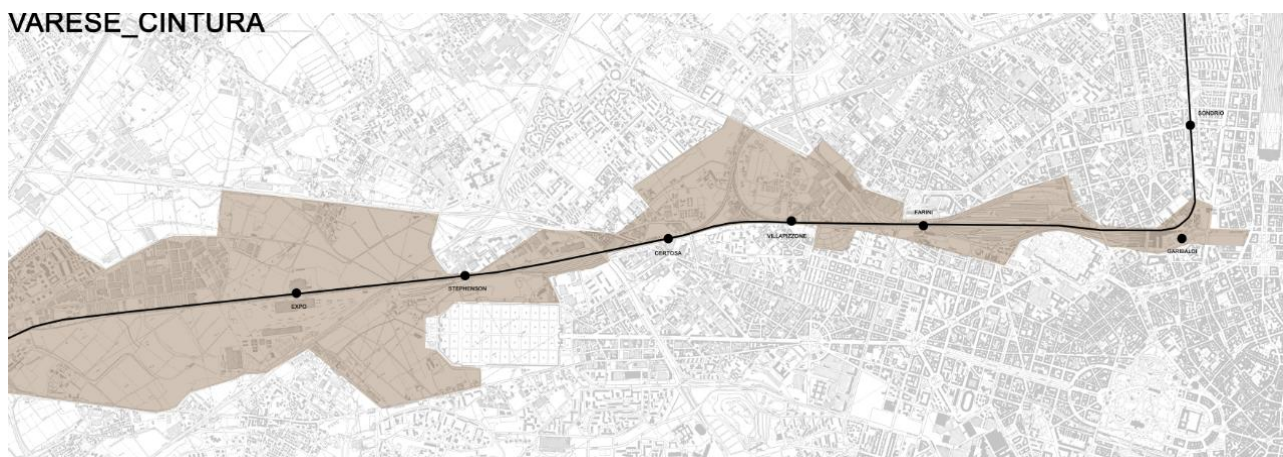 VARESE_CINTURA
SONDRIO
FARINI
VILLAPIZZONE
GARIBALDI
CERTOSA
STEPHENSON
EXPO